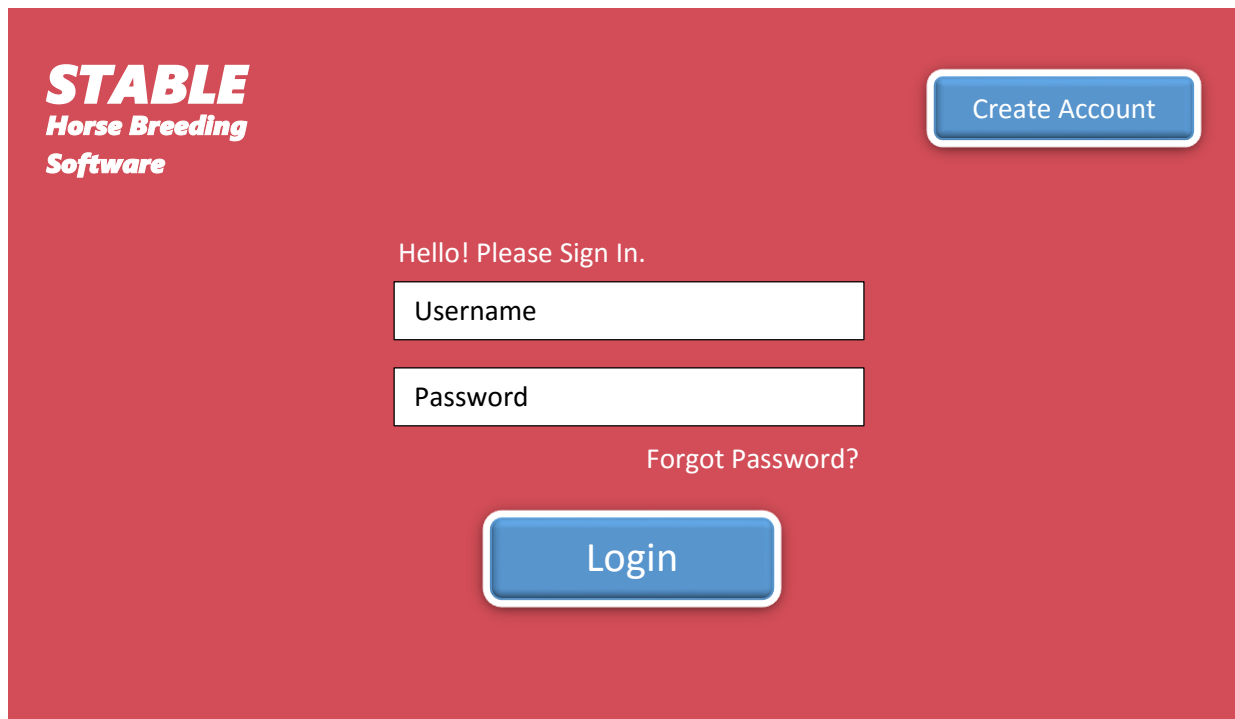 STABLE
Horse Breeding
Software
Create Account
Hello! Please Sign In.
Username
Password
Forgot Password?
Login